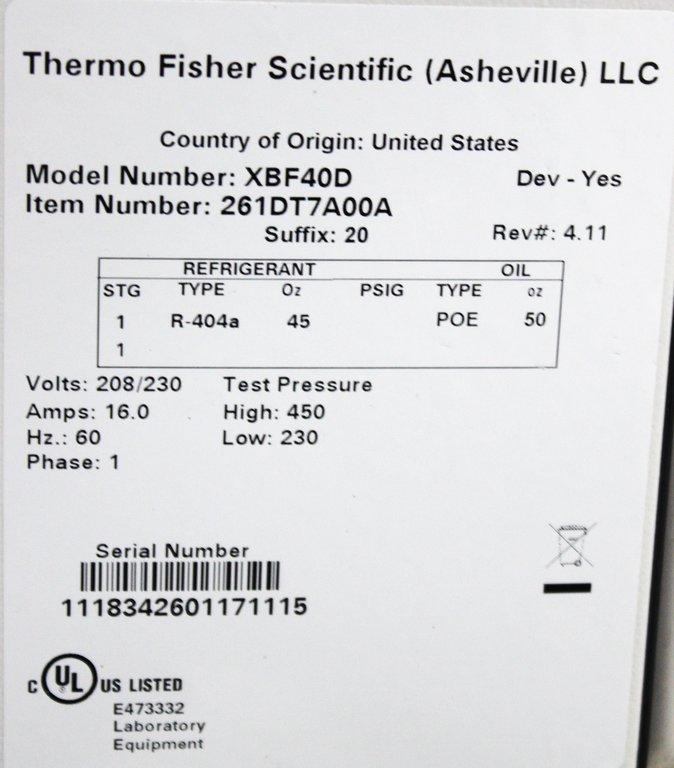 Thermo Fisher Scientific (Asheville) LLC
Country of Origin: United States
Model Number: XBF40D Dev - Yes
Item Number: 261DT7A00A
Suffix: 20 Rev#: 4.11
REFRIGERANT OIL
STG TYPE Oz PSIG TYPE oz
1 R-404a 45 POE 50
1
Volts: 208/230 Test Pressure
Amps: 16.0 High: 450
Hz.: 60 Low: 230
Phase: 1
Serial Number
1118342601171115
C UL US LISTED
E473332
Laboratory
Equipment